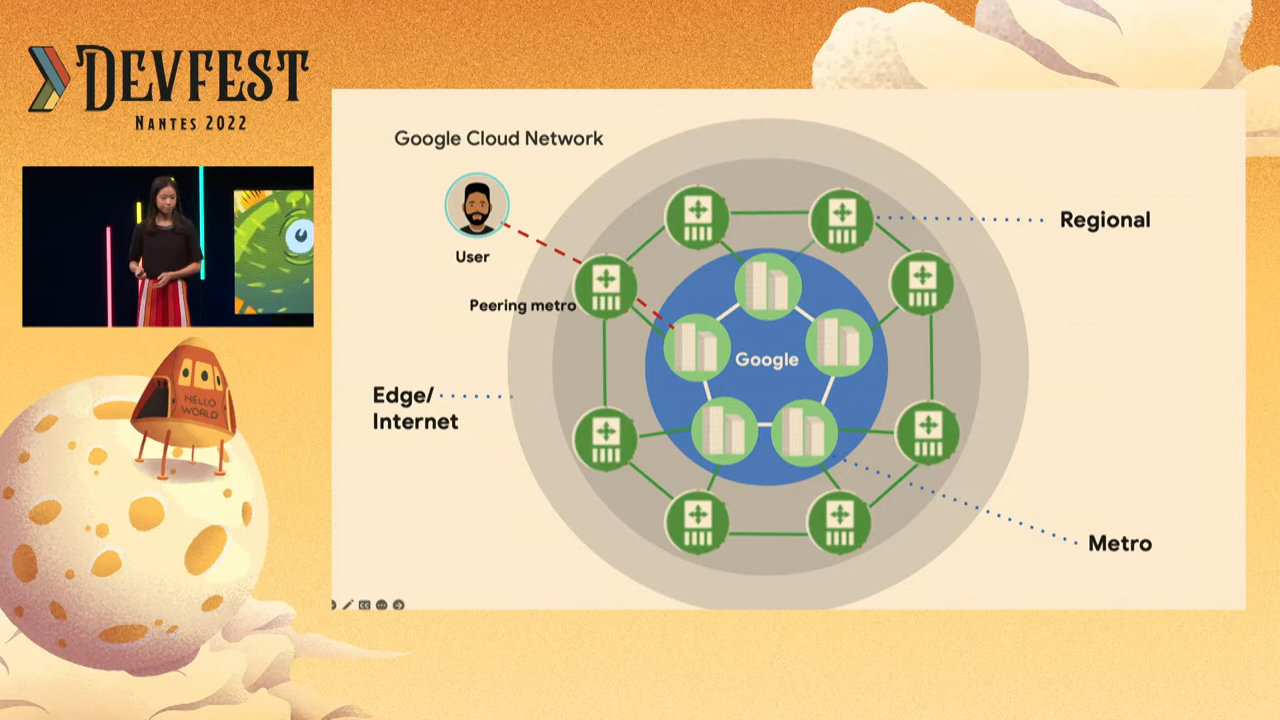 DEVFEST
NANTES 2022
Google Cloud Network
User
Peering metro
Regional
Google
Edge/
Internet
Metro
HELLO
WORLD